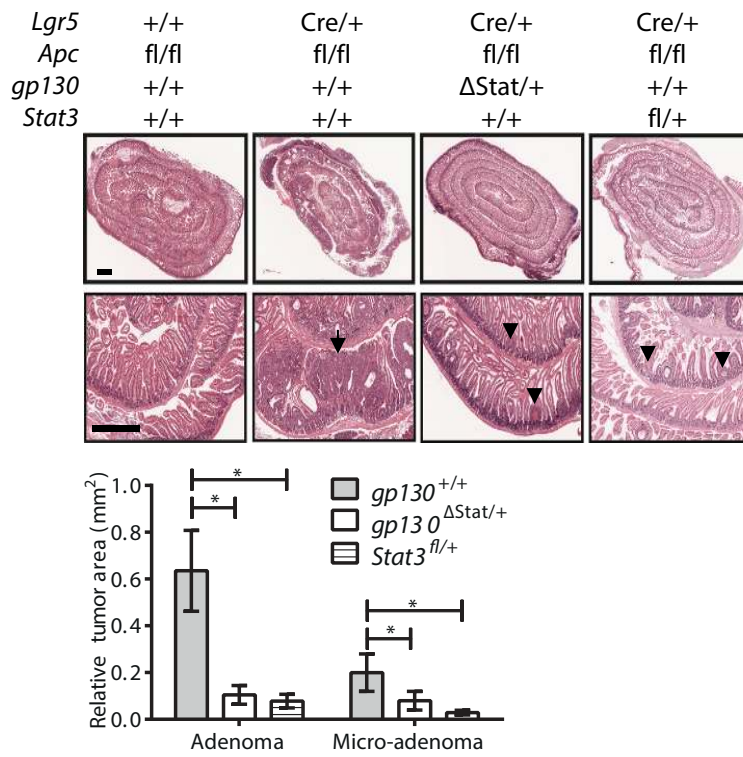 Lgr5 +/+ Cre/+ Cre/+ Cre/+
Apc fl/fl fl/fl fl/fl fl/fl
gp130 +/+ +/+ ΔStat/+ +/+
Stat3 +/+ +/+ +/+ fl/+
Relative tumor area (mm²)
1.0
0.8
0.6
0.4
0.2
0.0
*
*
*
*
gp130+/+
gp13 0ΔStat/+
Stat3fl/+
Adenoma Micro-adenoma